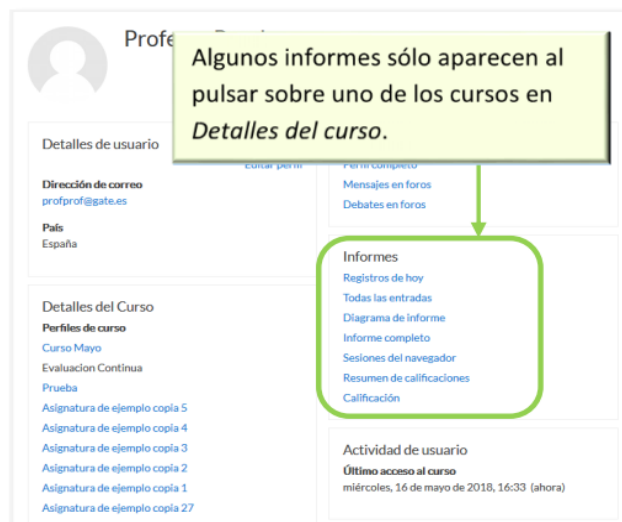 Algunos informes sólo aparecen al
pulsar sobre uno de los cursos en
Detalles del curso.
Detalles de usuario
Editar perfil
Dirección de correo
profprof@gate.es
País
España
Detalles del Curso
Perfiles de curso
Curso Mayo
Evaluacion Continua
Prueba
Asignatura de ejemplo copia 5
Asignatura de ejemplo copia 4
Asignatura de ejemplo copia 3
Asignatura de ejemplo copia 2
Asignatura de ejemplo copia 1
Asignatura de ejemplo copia 27
Perfil completo
Mensajes en foros
Debates en foros
Informes
Registros de hoy
Todas las entradas
Diagrama de informe
Informe completo
Sesiones del navegador
Resumen de calificaciones
Calificación
Actividad de usuario
Último acceso al curso
miércoles, 16 de mayo de 2018, 16:33 (ahora)